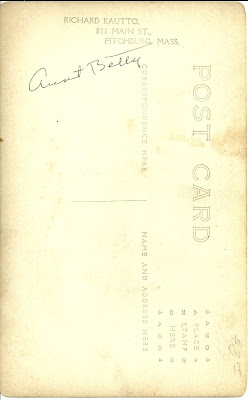 RICHARD KAUTTO,
811 MAIN ST.,
FITCHBURG, MASS.
Aunt Betty
POST CARD
CORRESPONDENCE HERE
NAME AND ADDRESS HERE
PLACE
STAMP
HERE